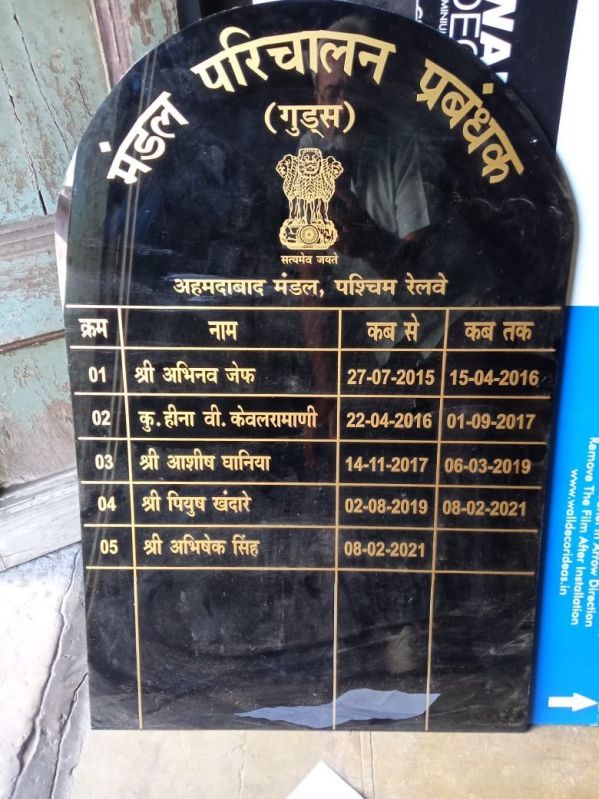 मंडल परिचालन प्रबंधक
(गुड्स)
सत्यमेव जयते
अहमदाबाद मंडल, पश्चिम रेलवे
क्रम नाम कब से कब तक
01 श्री अभिनव जेफ 27-07-2015 15-04-2016
02 कु. हीना वी. केवलरामाणी 22-04-2016 01-09-2017
03 श्री आशीष धानिया 14-11-2017 06-03-2019
04 श्री पियुष खंदारे 02-08-2019 08-02-2021
05 श्री अभिषेक सिंह 08-02-2021
In Arrow Direction
Remove The Film After Installation
www.walldecorideas.in